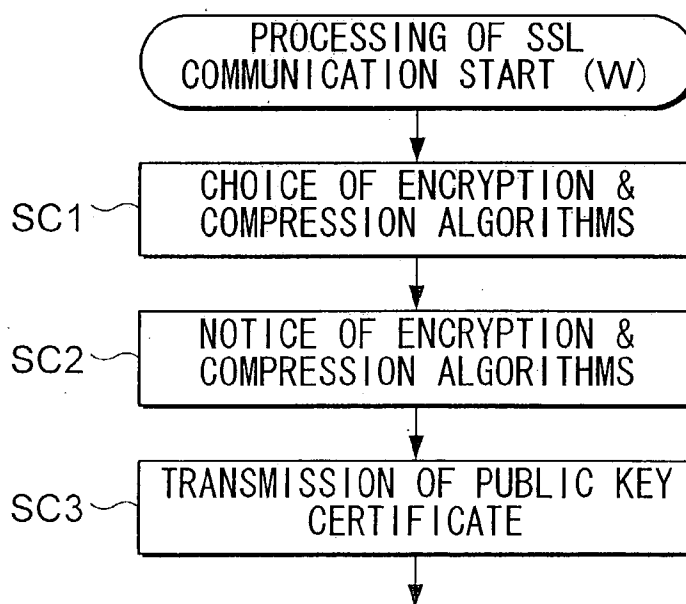 PROCESSING OF SSL
COMMUNICATION START (W)
SC1
CHOICE OF ENCRYPTION &
COMPRESSION ALGORITHMS
SC2
NOTICE OF ENCRYPTION &
COMPRESSION ALGORITHMS
SC3
TRANSMISSION OF PUBLIC KEY
CERTIFICATE